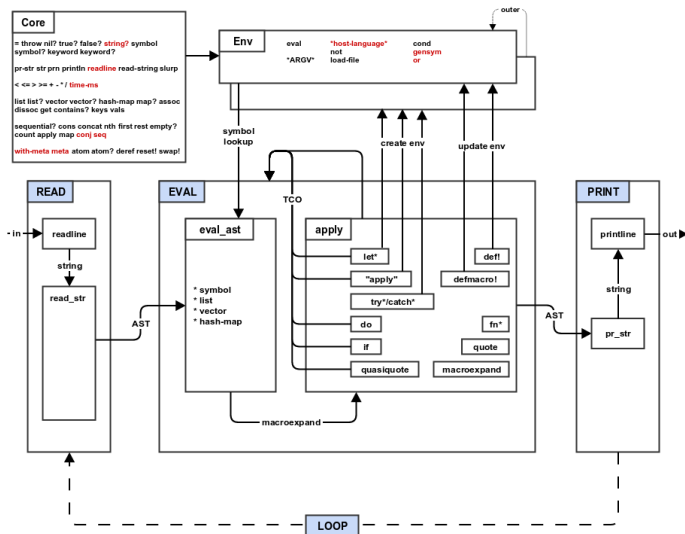 Core
= throw nil? true? false? string? symbol
symbol? keyword keyword?
pr-str str prn println readline read-string slurp
< <= > >= + - * / time-ms
list list? vector vector? hash-map map? assoc
dissoc get contains? keys vals
sequential? cons concat nth first rest empty?
count apply map conj seq
with-meta meta atom atom? deref reset! swap!
outer
Env
eval *host-language* cond
not gensym
*ARGV* load-file or
symbol
lookup
create env
update env
READ
in
readline
string
read_str
AST
EVAL
TCO
eval_ast
* symbol
* list
* vector
* hash-map
macroexpand
apply
let* def!
"apply" defmacro!
try*/catch*
do fn*
if quote
quasiquote macroexpand
AST
PRINT
printline
out
string
pr_str
LOOP